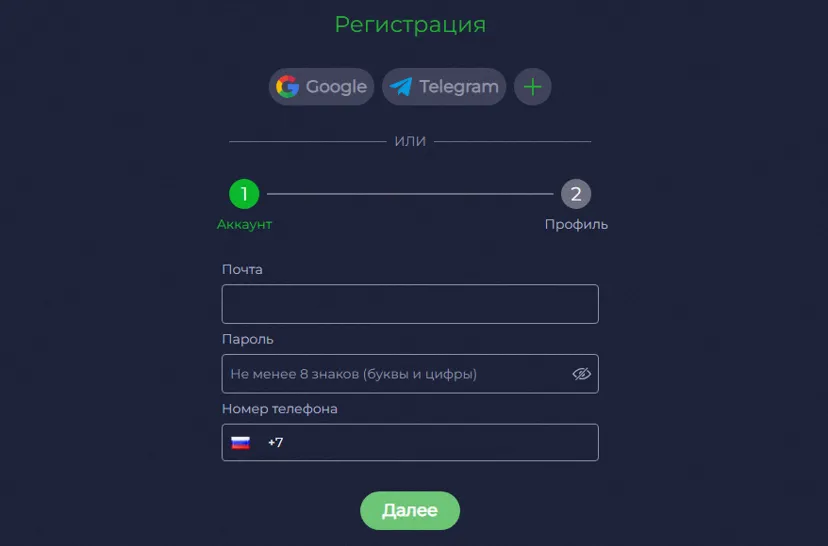 Регистрация
Google Telegram +
ИЛИ
1 2
Аккаунт Профиль
Почта
Пароль
Не менее 8 знаков (буквы и цифры)
Номер телефона
+7
Далее